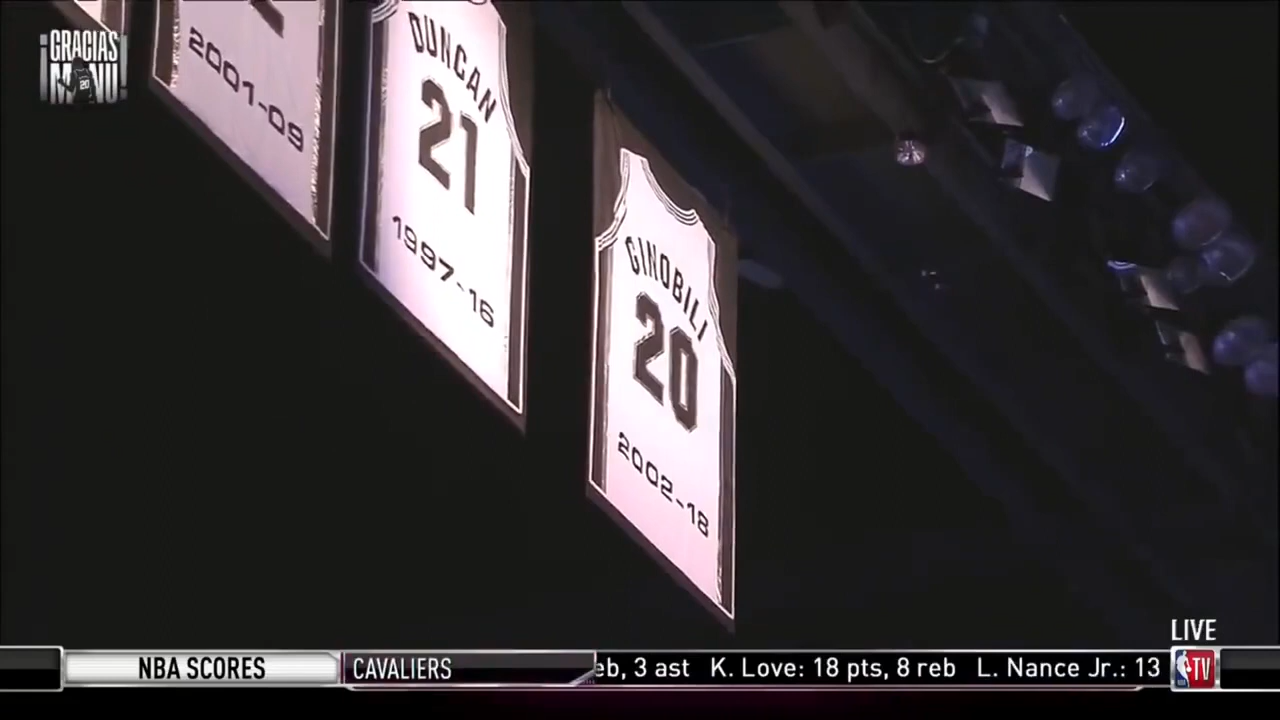 ¡GRACIAS
MANU!
20
2001-09
DUNCAN
21
1997-16
GINOBILI
20
2002-18
LIVE
NBA SCORES
CAVALIERS
eb, 3 ast K. Love: 18 pts, 8 reb L. Nance Jr.: 13
TV